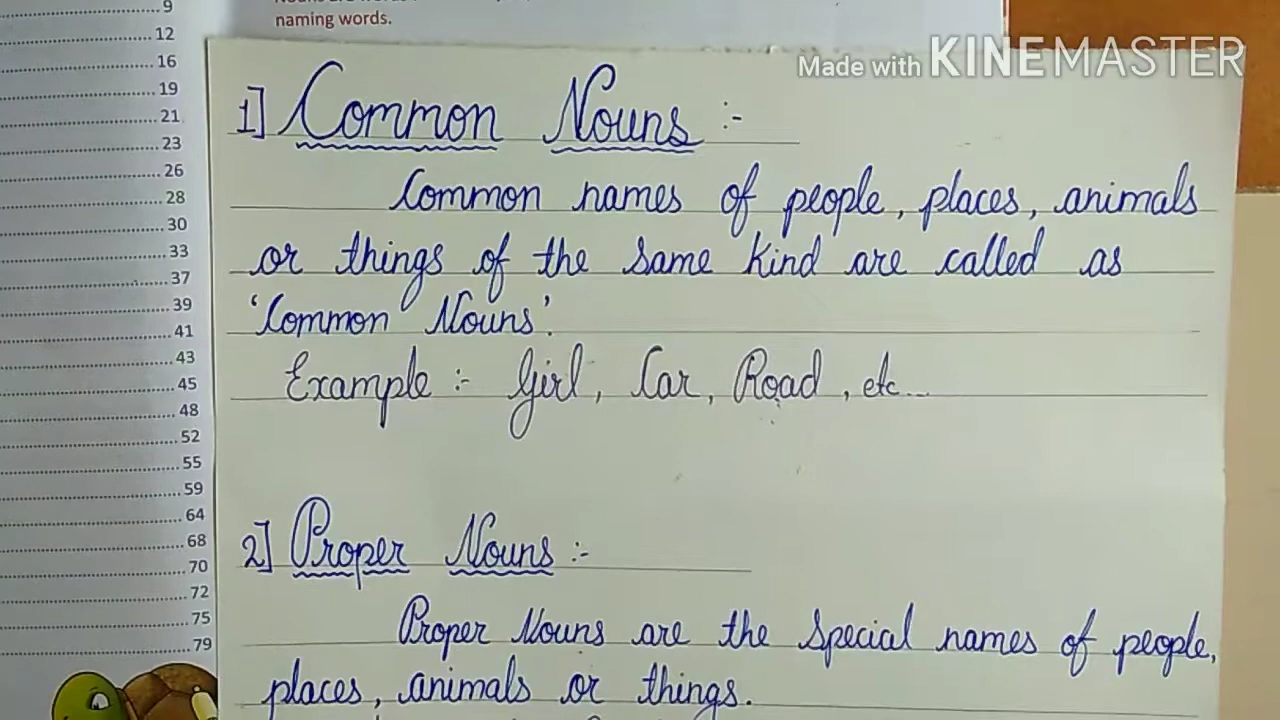 9
12
16
19
21
23
26
28
30
33
37
39
41
43
45
48
52
55
59
64
68
70
72
75
79
naming words.
Made with KINEMASTER
1] Common Nouns :-
Common names of people, places, animals
or things of the same kind are called as
'Common Nouns'.
Example :- Girl, Car, Road, etc...
2] Proper Nouns :-
Proper Nouns are the special names of people,
places, animals or things.